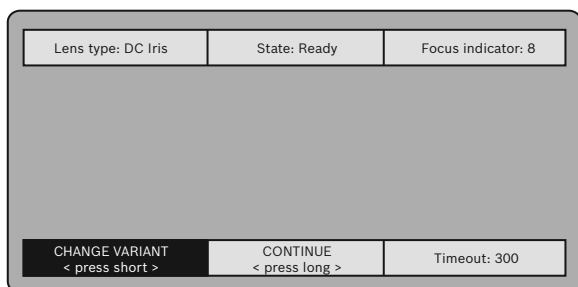 Lens type: DC Iris
State: Ready
Focus indicator: 8
CHANGE VARIANT
< press short >
CONTINUE
< press long >
Timeout: 300